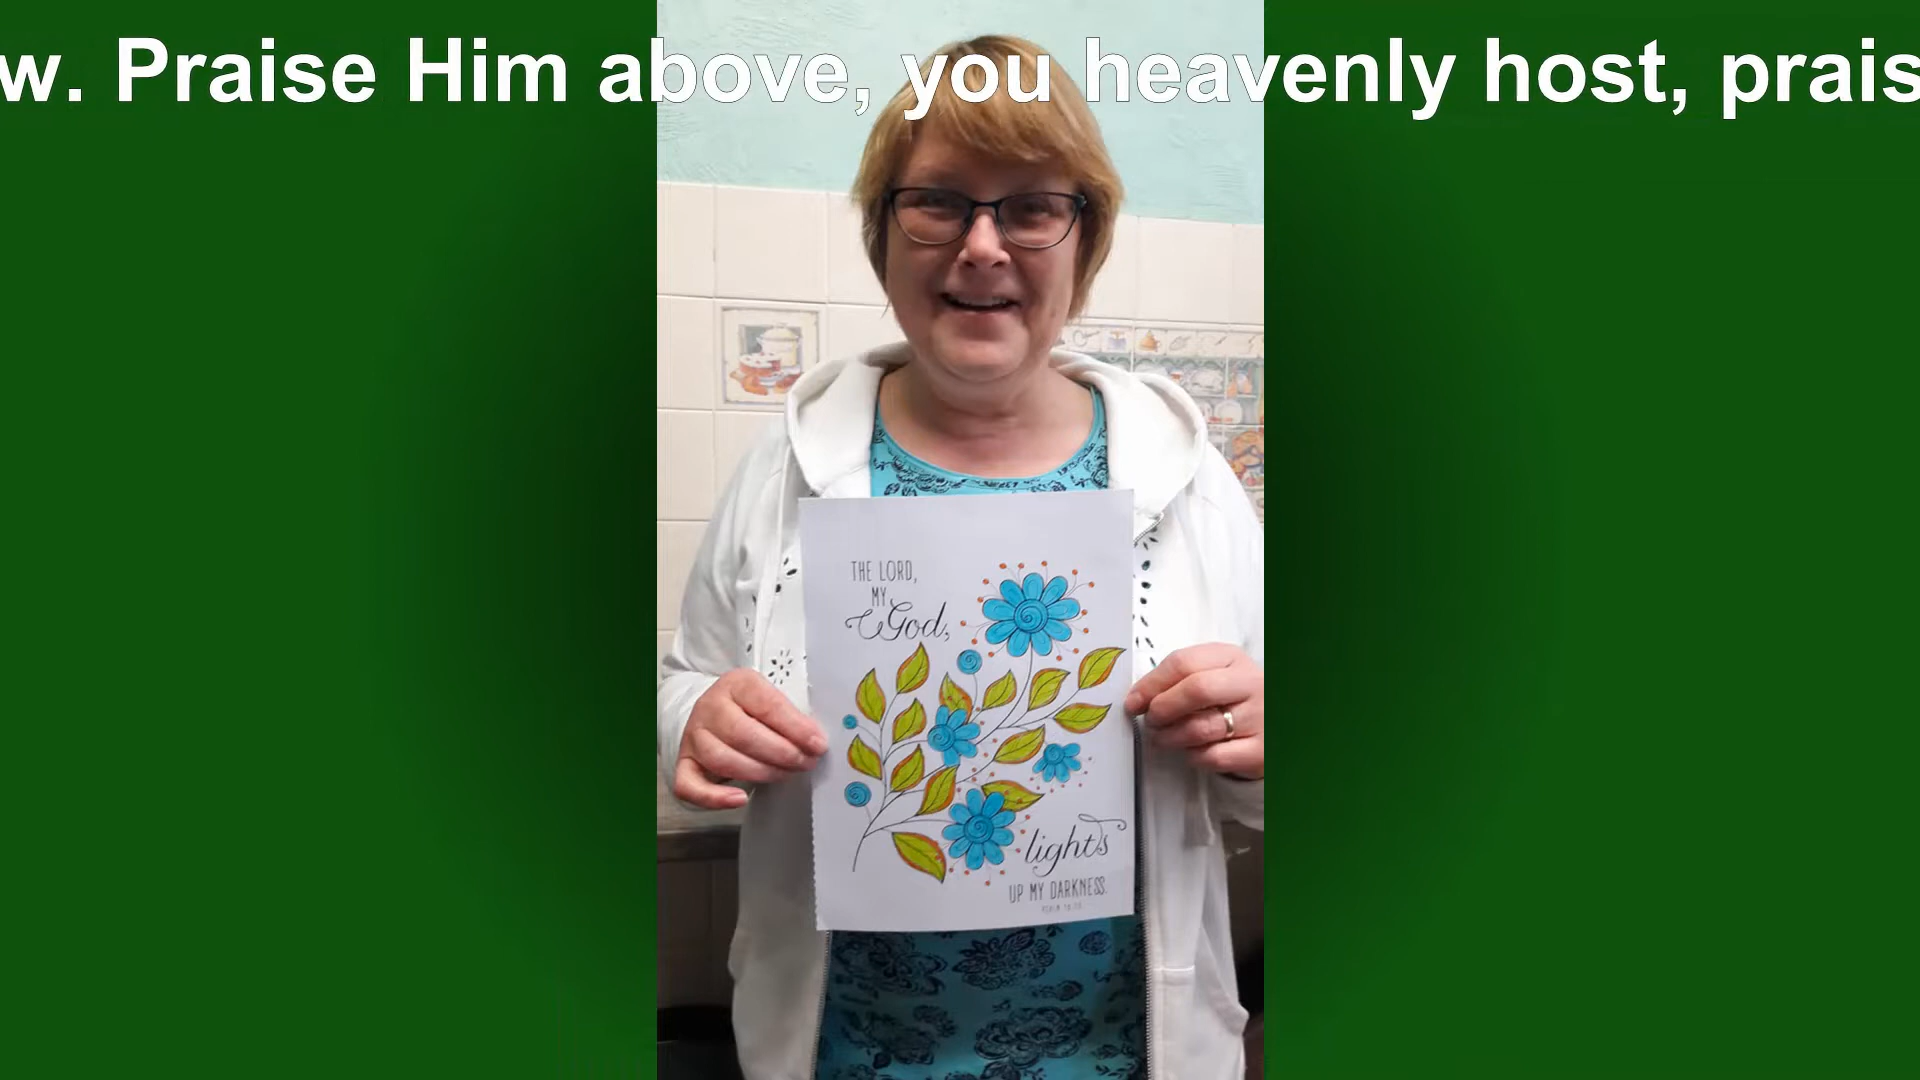 w. Praise Him above, you heavenly host, prais
THE LORD,
MY
God,
lights
UP MY DARKNESS.